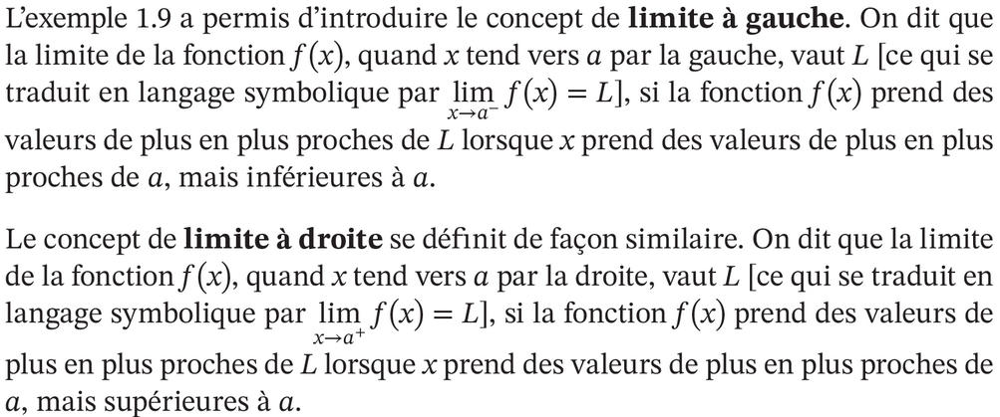 L’exemple 1.9 a permis d’introduire le concept de limite à gauche. On dit que
la limite de la fonction f(x), quand x tend vers a par la gauche, vaut L [ce qui se
traduit en langage symbolique par lim_{x→a⁻} f(x) = L], si la fonction f(x) prend des
valeurs de plus en plus proches de L lorsque x prend des valeurs de plus en plus
proches de a, mais inférieures à a.
Le concept de limite à droite se définit de façon similaire. On dit que la limite
de la fonction f(x), quand x tend vers a par la droite, vaut L [ce qui se traduit en
langage symbolique par lim_{x→a⁺} f(x) = L], si la fonction f(x) prend des valeurs de
plus en plus proches de L lorsque x prend des valeurs de plus en plus proches de
a, mais supérieures à a.